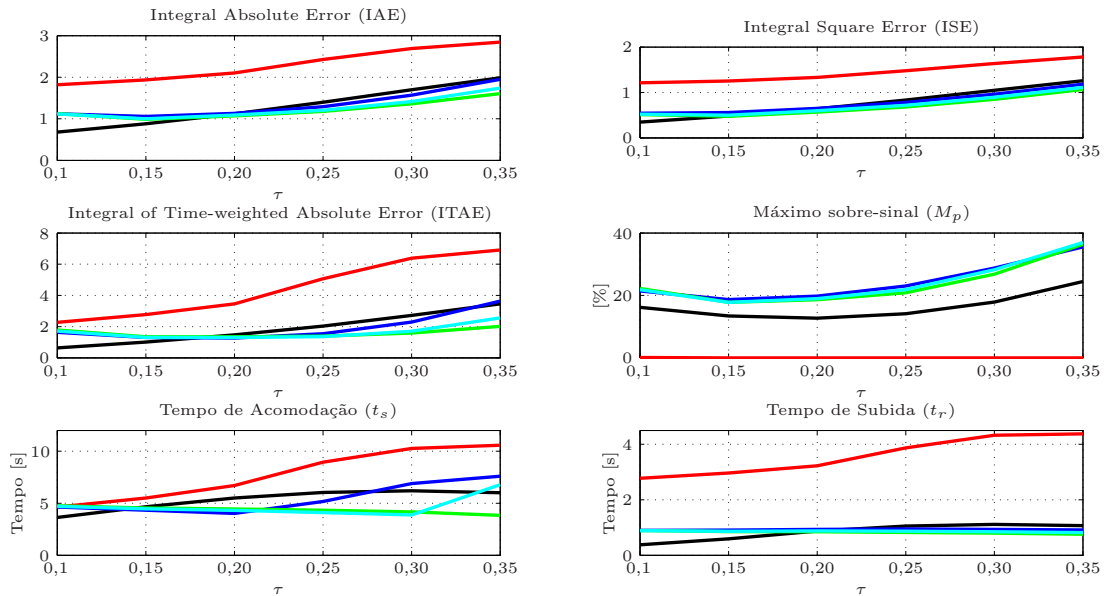 Integral Absolute Error (IAE)
3
2
1
0
0,1 0,15 0,20 0,25 0,30 0,35
τ
Integral Square Error (ISE)
2
1
0
0,1 0,15 0,20 0,25 0,30 0,35
τ
Integral of Time-weighted Absolute Error (ITAE)
8
6
4
2
0
0,1 0,15 0,20 0,25 0,30 0,35
τ
Máximo sobre-sinal (M_p)
[%]
40
20
0
0,1 0,15 0,20 0,25 0,30 0,35
τ
Tempo de Acomodação (t_s)
Tempo [s]
10
5
0
0,1 0,15 0,20 0,25 0,30 0,35
τ
Tempo de Subida (t_r)
Tempo [s]
4
2
0
0,1 0,15 0,20 0,25 0,30 0,35
τ